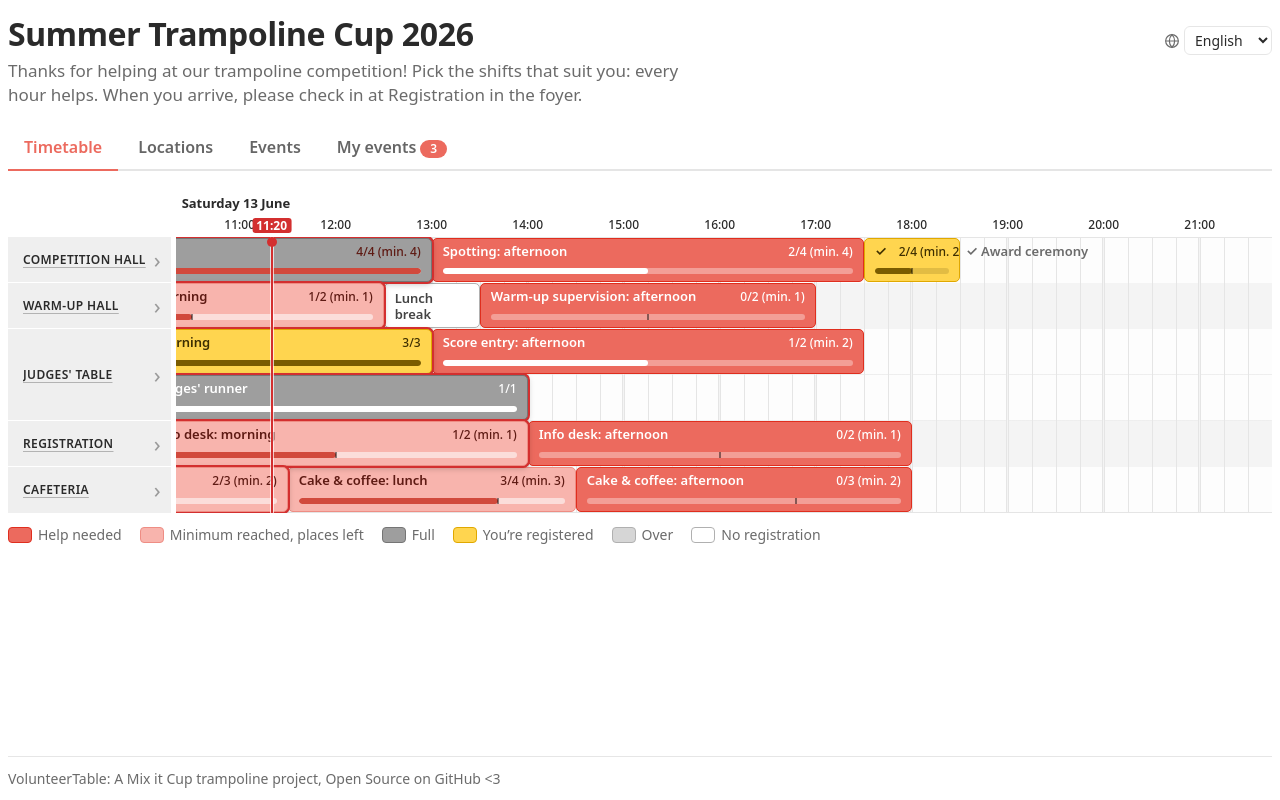 Summer Trampoline Cup 2026
English
Thanks for helping at our trampoline competition! Pick the shifts that suit you: every
hour helps. When you arrive, please check in at Registration in the foyer.
Timetable
Locations
Events
My events 3
Saturday 13 June
11:00 11:20 12:00 13:00 14:00 15:00 16:00 17:00 18:00 19:00 20:00 21:00
COMPETITION HALL
4/4 (min. 4)
Spotting: afternoon 2/4 (min. 4)
2/4 (min. 2
Award ceremony
WARM-UP HALL
rning 1/2 (min. 1)
Lunch
break
Warm-up supervision: afternoon 0/2 (min. 1)
JUDGES' TABLE
rning 3/3
Score entry: afternoon 1/2 (min. 2)
ges' runner 1/1
REGISTRATION
o desk: morning 1/2 (min. 1)
Info desk: afternoon 0/2 (min. 1)
CAFETERIA
2/3 (min. 2)
Cake & coffee: lunch 3/4 (min. 3)
Cake & coffee: afternoon 0/3 (min. 2)
Help needed
Minimum reached, places left
Full
You’re registered
Over
No registration
VolunteerTable: A Mix it Cup trampoline project, Open Source on GitHub <3